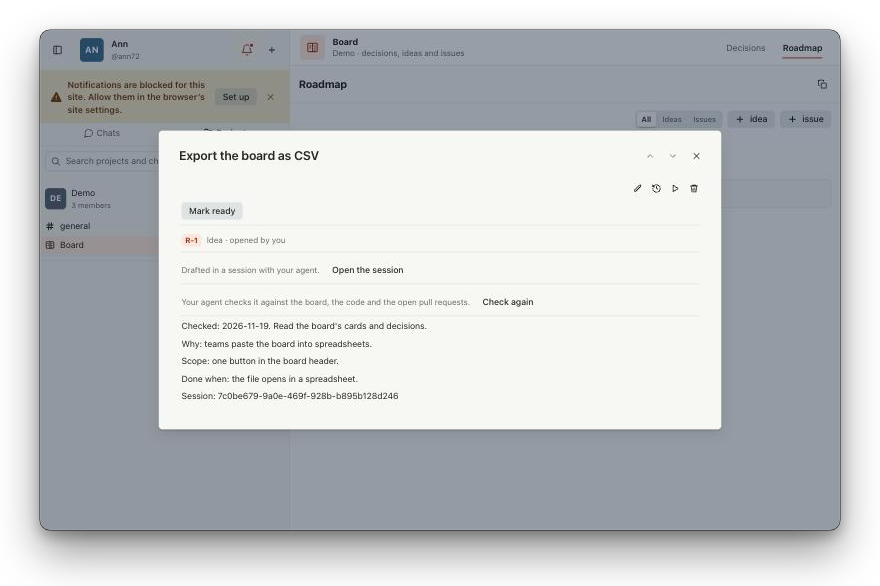 AN
Ann
@ann72
Board
Demo · decisions, ideas and issues
Decisions
Roadmap
Notifications are blocked for this
site. Allow them in the browser's
site settings.
Set up
Roadmap
Chats
All
Ideas
Issues
idea
issue
Search projects and ch
DE
Demo
3 members
general
Board
Export the board as CSV
Mark ready
R-1 Idea · opened by you
Drafted in a session with your agent. Open the session
Your agent checks it against the board, the code and the open pull requests. Check again
Checked: 2026-11-19. Read the board's cards and decisions.
Why: teams paste the board into spreadsheets.
Scope: one button in the board header.
Done when: the file opens in a spreadsheet.
Session: 7c0be679-9a0e-469f-928b-b895b128d246